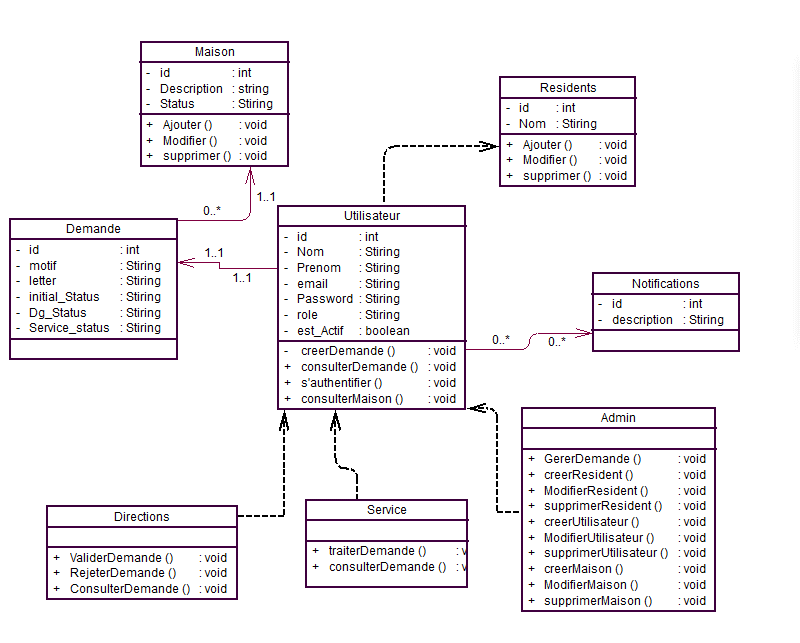 Maison
- id : int
- Description : string
- Status : Stiring
+ Ajouter () : void
+ Modifier () : void
+ supprimer () : void
Residents
- id : int
- Nom : Stiring
+ Ajouter () : void
+ Modifier () : void
+ supprimer () : void
0..*
1..1
Demande
- id : int
- motif : Stiring
- letter : Stiring
- initial_Status : Stiring
- Dg_Status : Stiring
- Service_status : Stiring
1..1
1..1
Utilisateur
- id : int
- Nom : Stiring
- Prenom : Stiring
- email : Stiring
- Password : Stiring
- role : Stiring
- est_Actif : boolean
- creerDemande () : void
+ consulterDemande () : void
+ s'authentifier () : void
+ consulterMaison () : void
0..*
0..*
Notifications
- id : int
- description : Stiring
Directions
+ ValiderDemande () : void
+ RejeterDemande () : void
+ ConsulterDemande () : void
Service
+ traiterDemande () : v
+ consulterDemande () : v
Admin
+ GererDemande () : void
+ creerResident () : void
+ ModifierResident () : void
+ supprimerResident () : void
+ creerUtilisateur () : void
+ ModifierUtilisateur () : void
+ supprimerUtilisateur () : void
+ creerMaison () : void
+ ModifierMaison () : void
+ supprimerMaison () : void